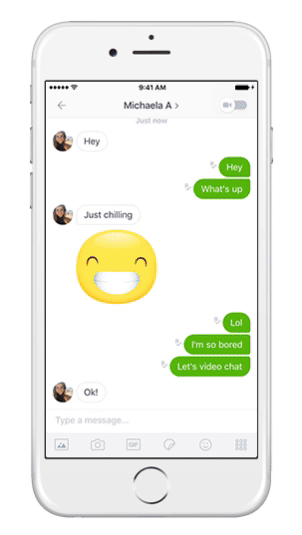 9:41 AM
Michaela A >
Just now
Hey
Hey
What's up
Just chilling
Lol
I'm so bored
Let's video chat
Ok!
Type a message...
GIF